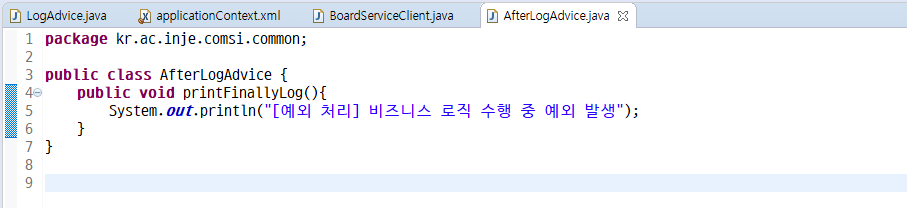 LogAdvice.java applicationContext.xml BoardServiceClient.java AfterLogAdvice.java
1 package kr.ac.inje.comsi.common;
2
3 public class AfterLogAdvice {
4 public void printFinallyLog(){
5 System.out.println("[예외 처리] 비즈니스 로직 수행 중 예외 발생");
6 }
7 }
8
9